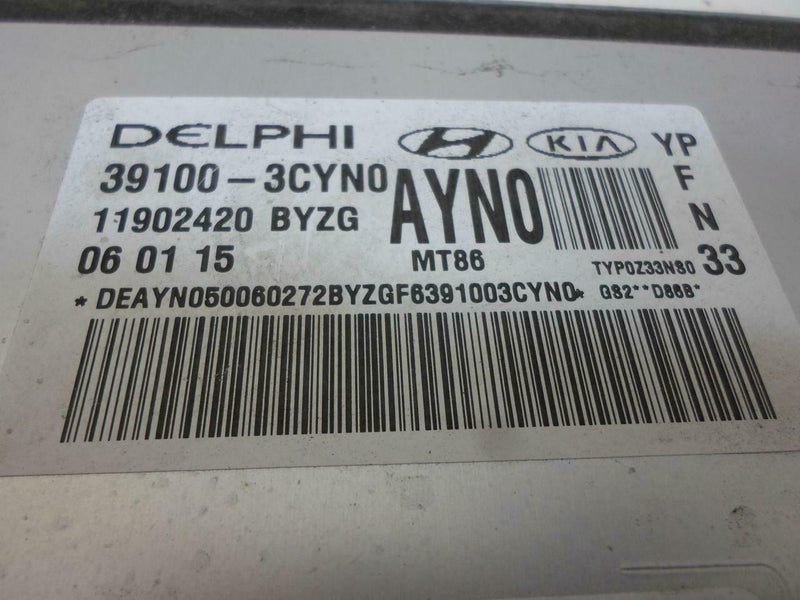 DELPHI KIA YP
39100-3CYN0 AYN0 F
11902420 BYZG N
06 01 15 MT86 TYP0Z33N80 33
*DEAYN050060272BYZGF6391003CYN0* G82**D86B*